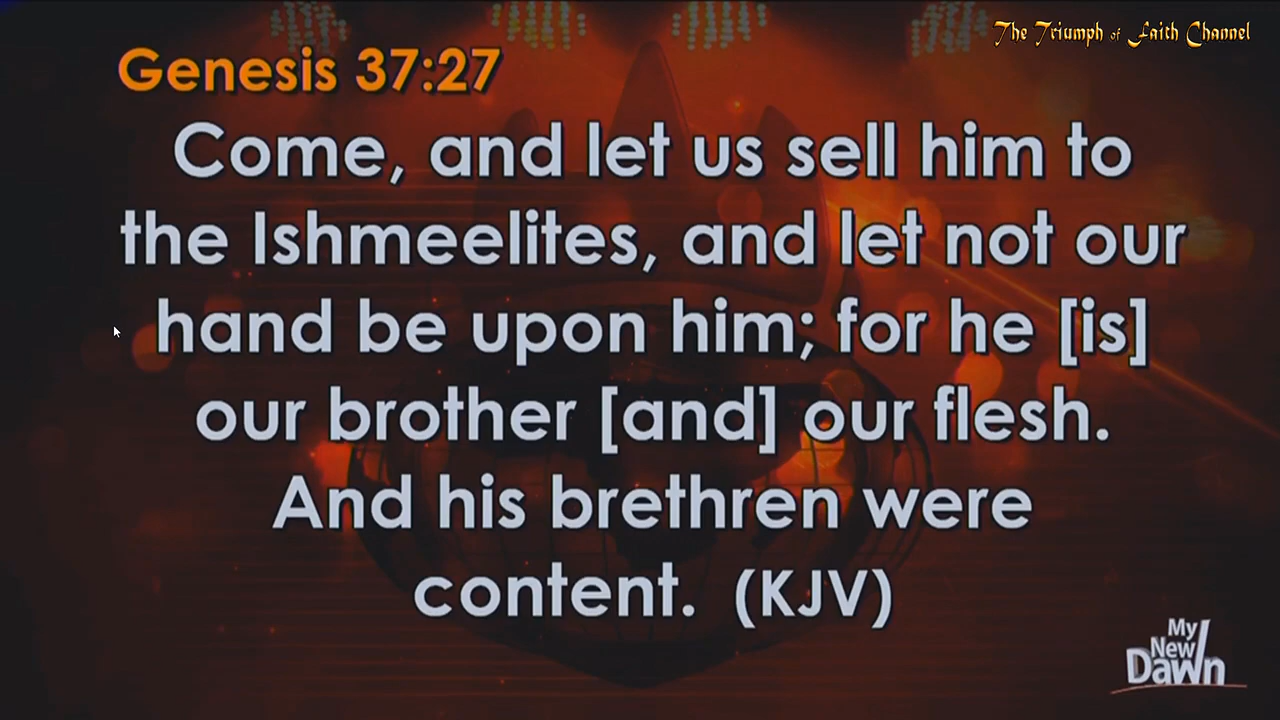 The Triumph of Faith Channel
Genesis 37:27
Come, and let us sell him to
the Ishmeelites, and let not our
hand be upon him; for he [is]
our brother [and] our flesh.
And his brethren were
content. (KJV)
My
New
Dawn